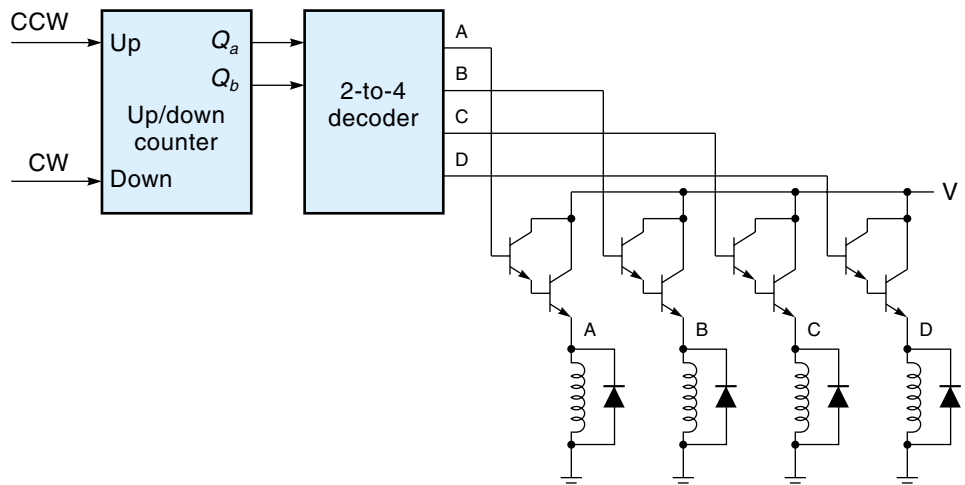 CCW
Up
Qa
Qb
Up/down
counter
CW
Down
2-to-4
decoder
A
B
C
D
V
A
B
C
D